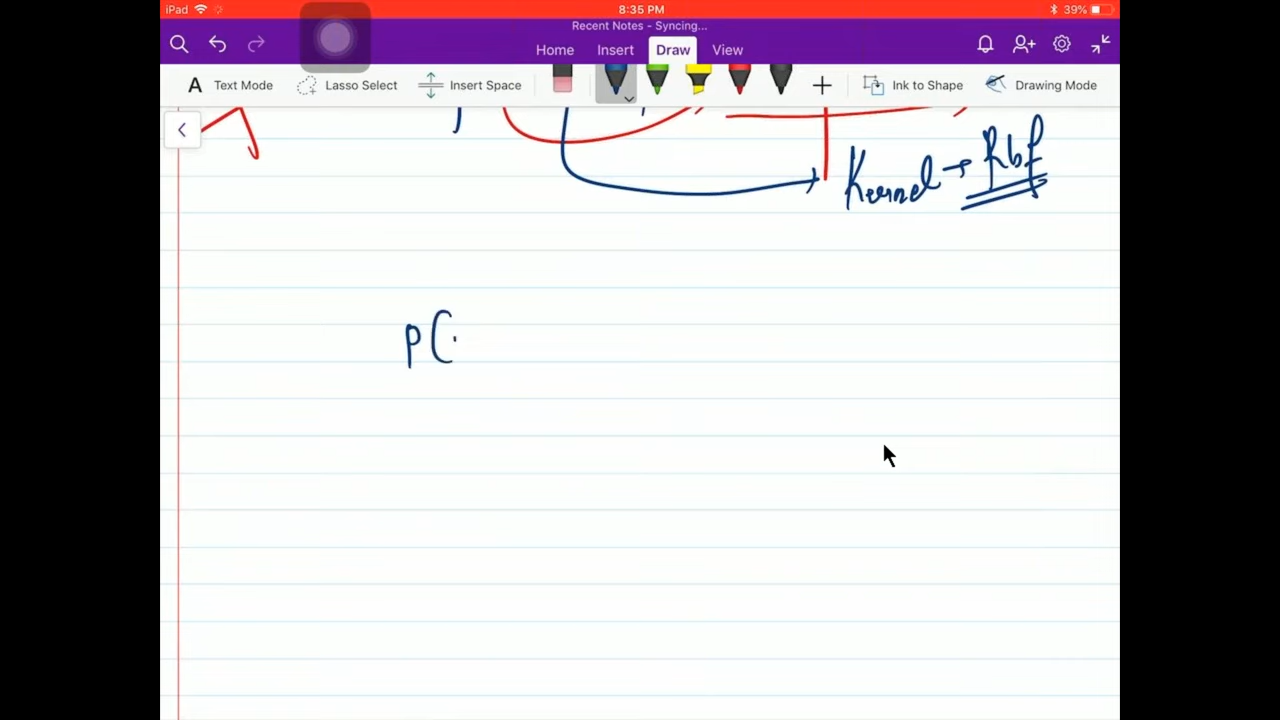 iPad 8:35 PM 39%
Recent Notes - Syncing...
Home Insert Draw View
A Text Mode Lasso Select Insert Space Ink to Shape Drawing Mode
Kernel → Rbf
P(